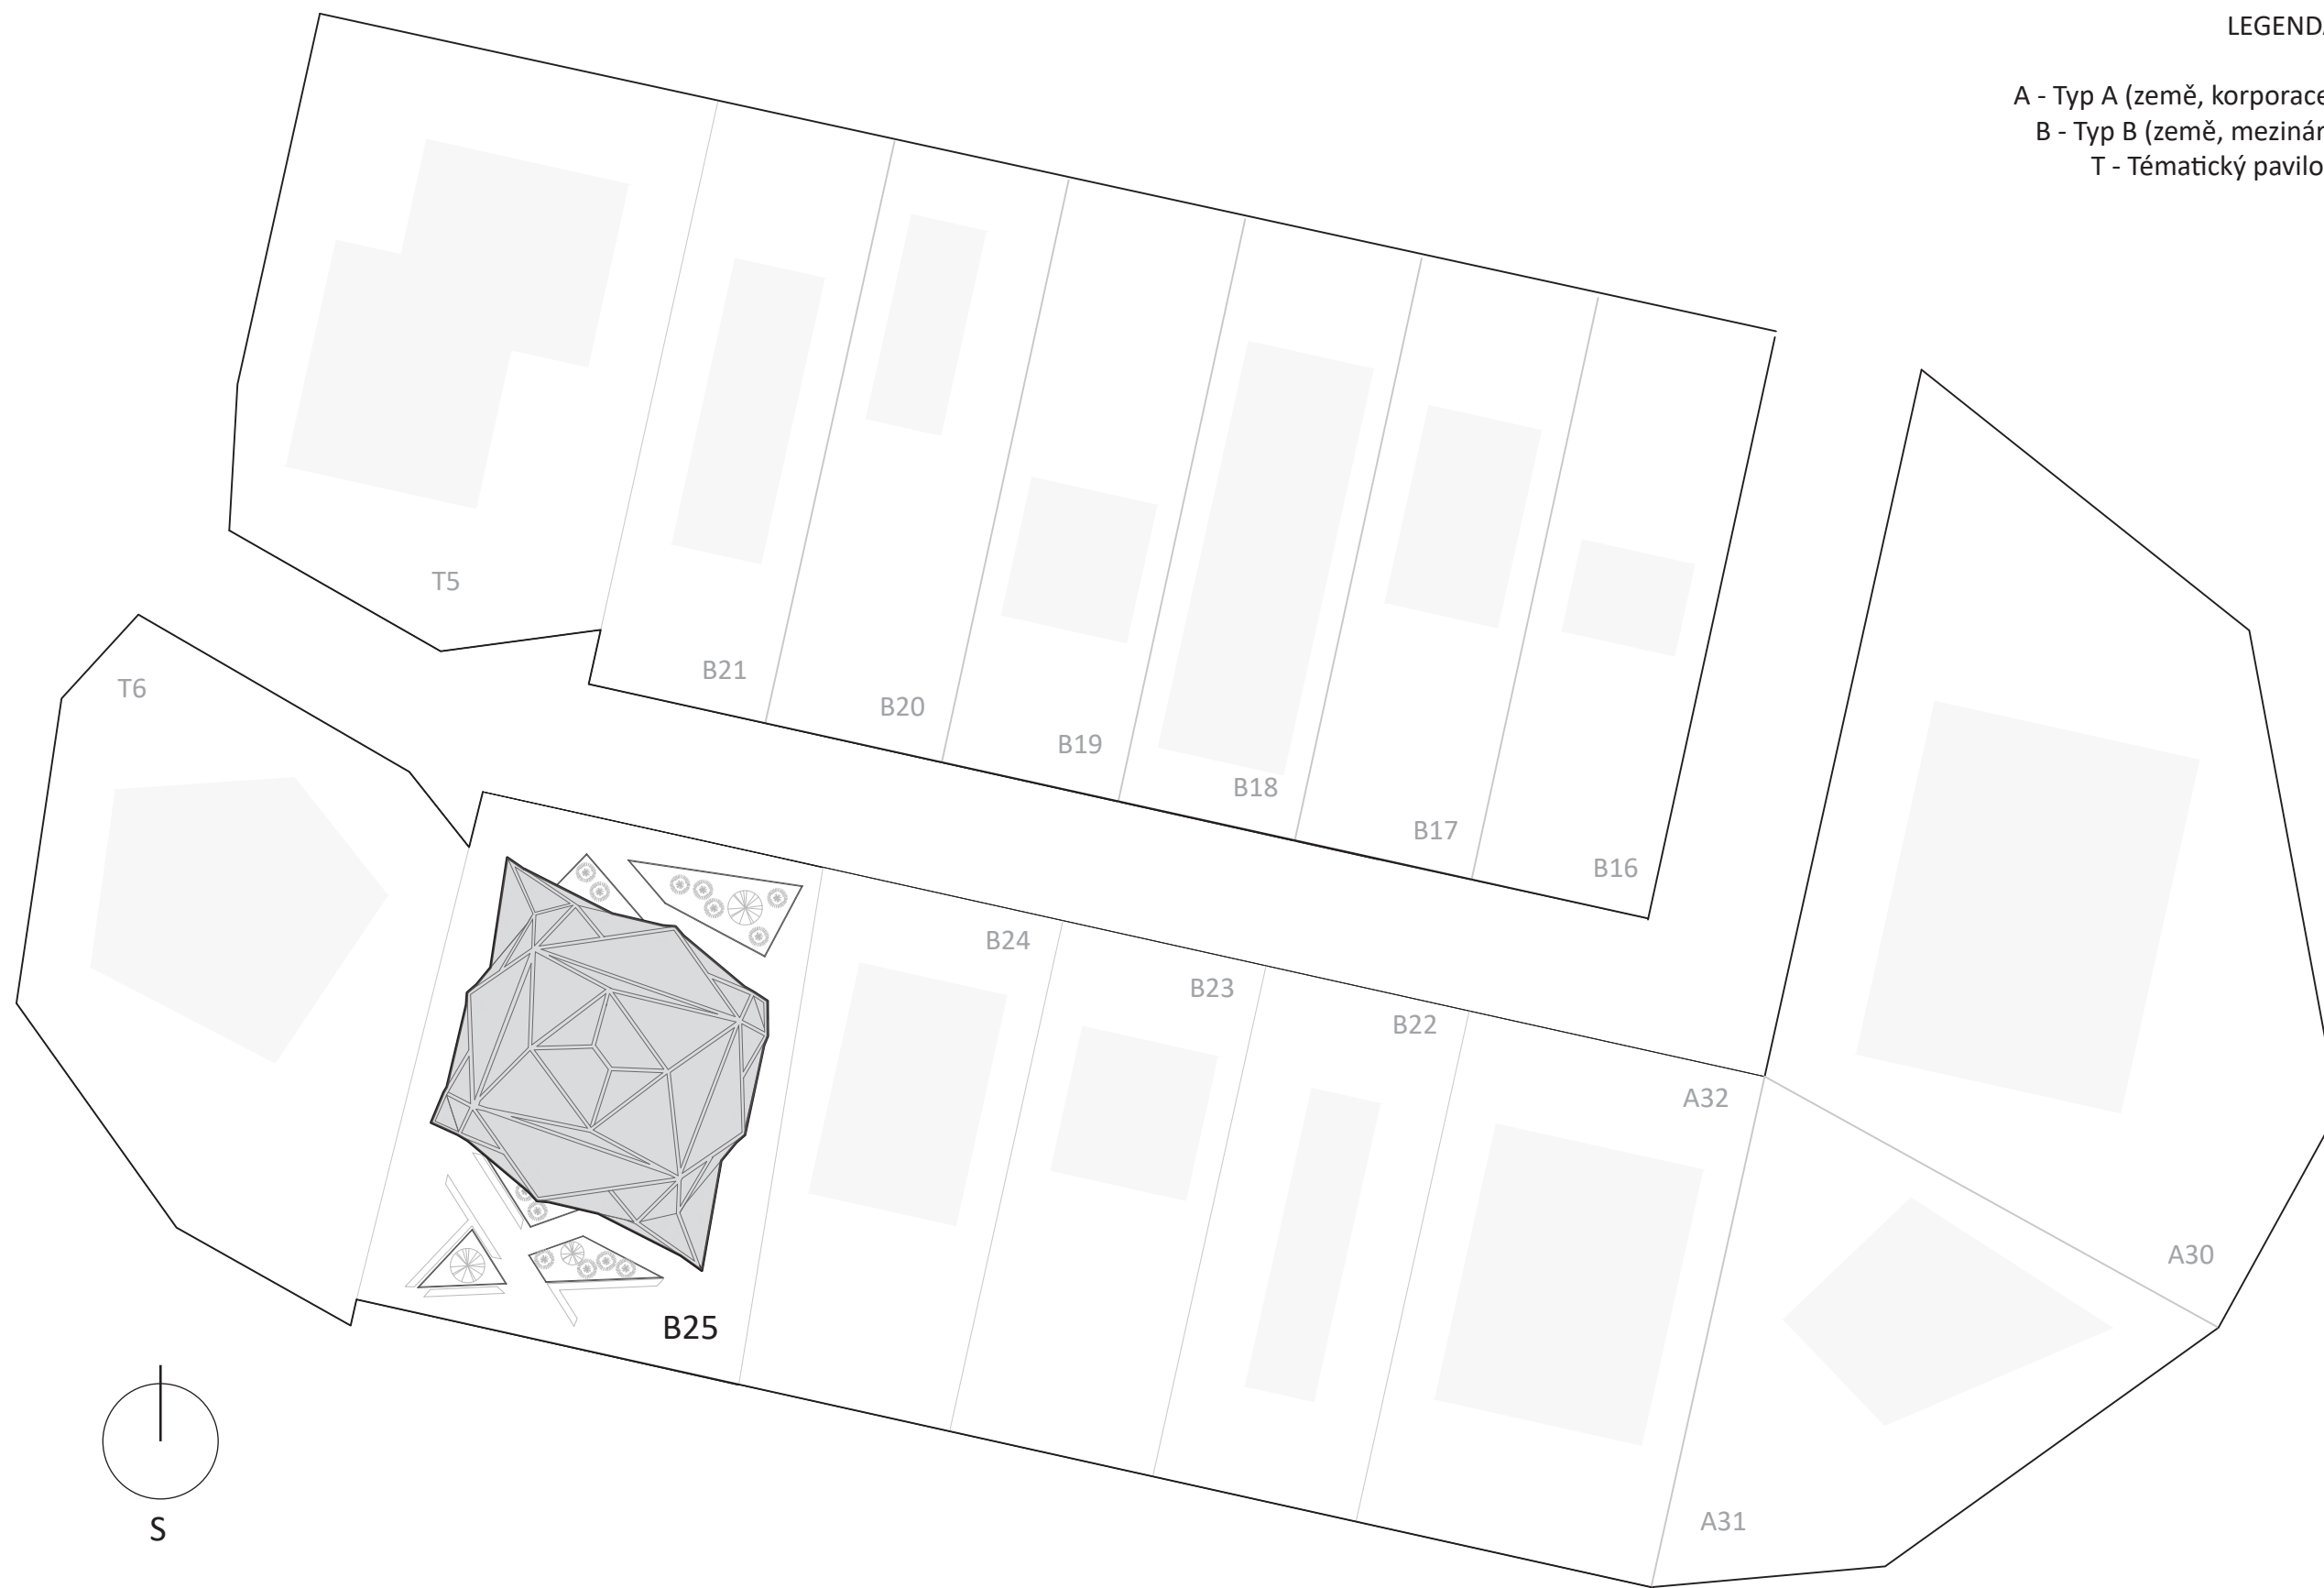 LEGEND
A - Typ A (země, korporace
B - Typ B (země, mezinár
T - Tématický pavilo
T5
T6
B21
B20
B19
B18
B17
B16
B24
B23
B22
A32
A30
B25
A31
S